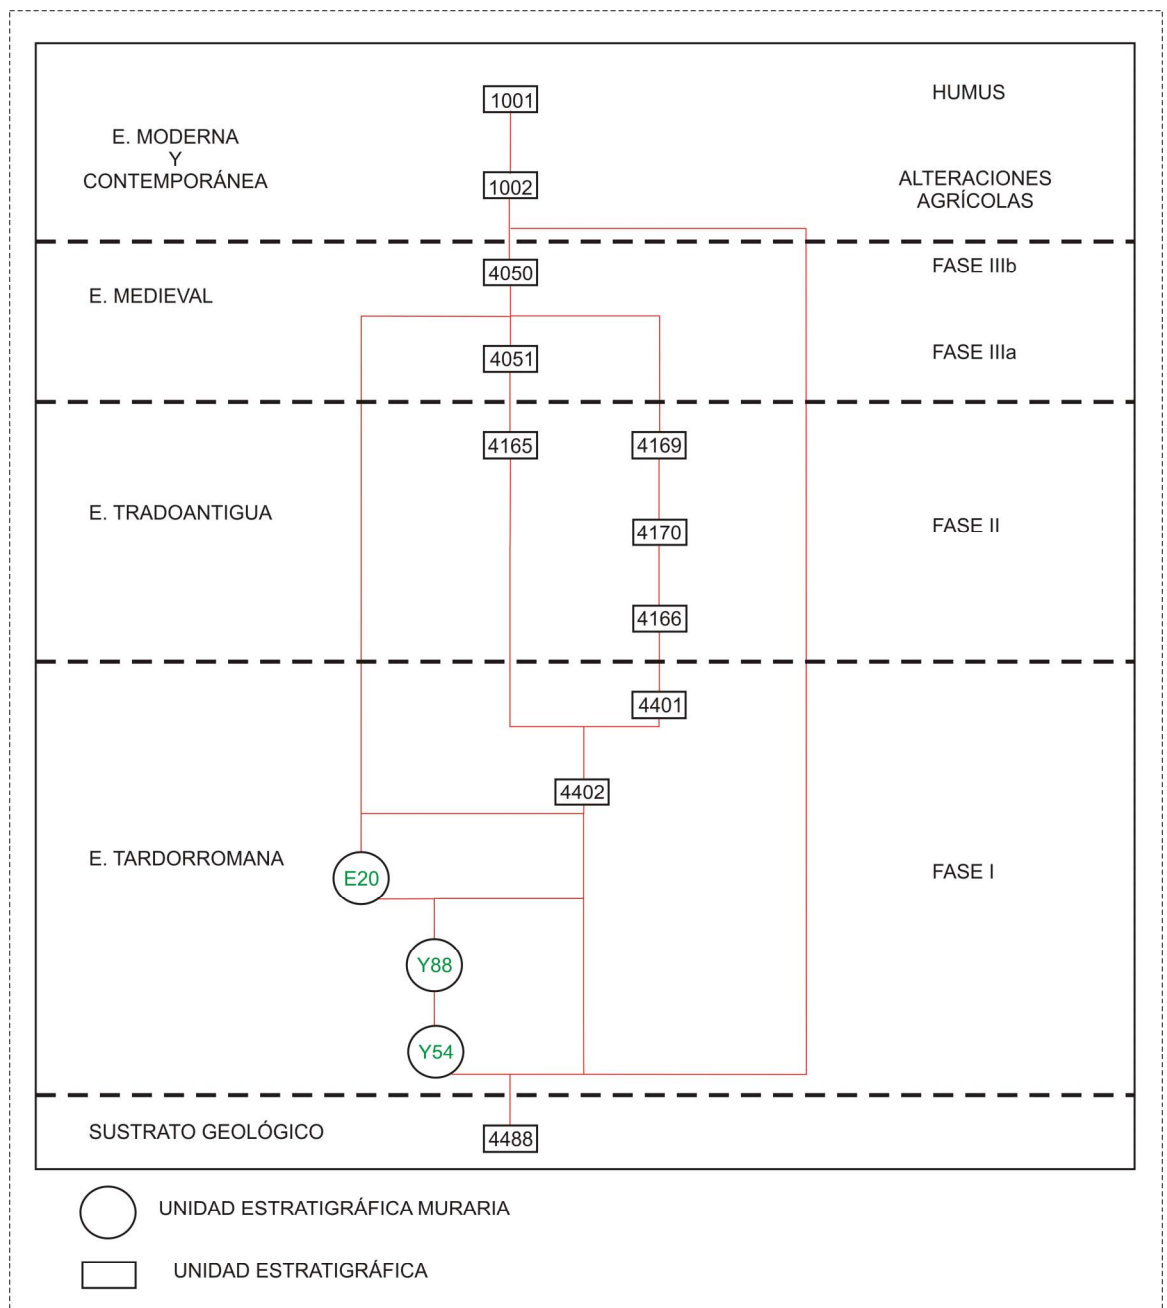 1001
HUMUS
E. MODERNA
Y
CONTEMPORÁNEA
1002
ALTERACIONES
AGRÍCOLAS
4050
FASE IIIb
E. MEDIEVAL
4051
FASE IIIa
4165
4169
E. TRADOANTIGUA
4170
FASE II
4166
4401
4402
E. TARDORROMANA
E20
FASE I
Y88
Y54
SUSTRATO GEOLÓGICO
4488
UNIDAD ESTRATIGRÁFICA MURARIA
UNIDAD ESTRATIGRÁFICA